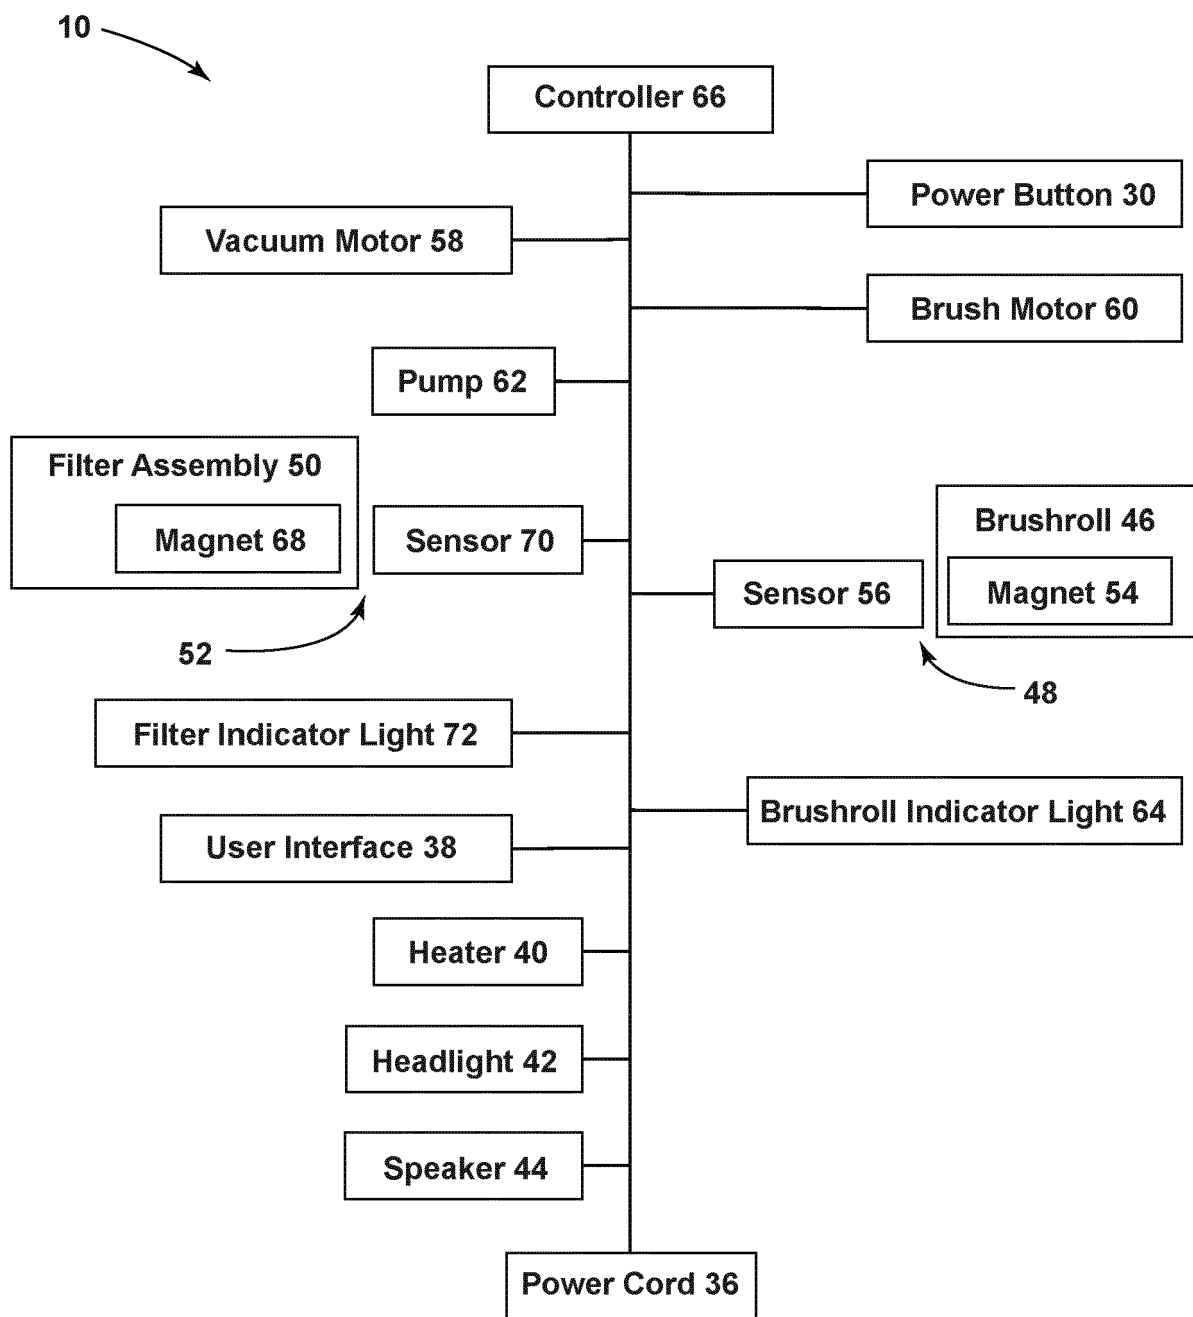 10
Controller 66
Power Button 30
Vacuum Motor 58
Brush Motor 60
Pump 62
Filter Assembly 50
Magnet 68
Sensor 70
Brushroll 46
Sensor 56
Magnet 54
52
48
Filter Indicator Light 72
Brushroll Indicator Light 64
User Interface 38
Heater 40
Headlight 42
Speaker 44
Power Cord 36